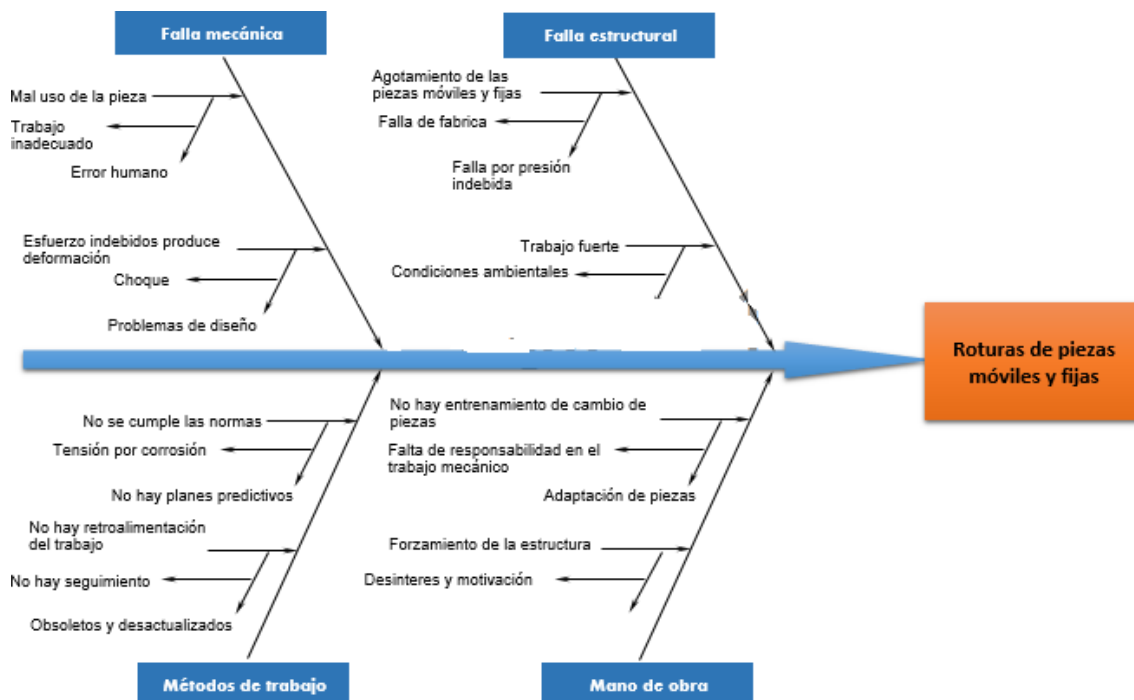 Falla mecánica
Falla estructural
Mal uso de la pieza
Trabajo
inadecuado
Error humano
Esfuerzo indebidos produce
deformación
Choque
Problemas de diseño
Agotamiento de las
piezas móviles y fijas
Falla de fabrica
Falla por presión
indebida
Trabajo fuerte
Condiciones ambientales
Roturas de piezas
móviles y fijas
No se cumple las normas
Tensión por corrosión
No hay planes predictivos
No hay retroalimentación
del trabajo
No hay seguimiento
Obsoletos y desactualizados
No hay entrenamiento de cambio de
piezas
Falta de responsabilidad en el
trabajo mecánico
Adaptación de piezas
Forzamiento de la estructura
Desinteres y motivación
Métodos de trabajo
Mano de obra